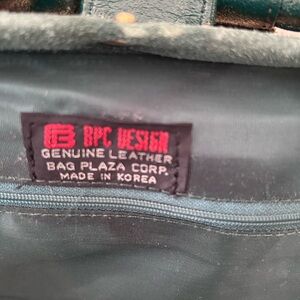 BPC DESIGN
GENUINE LEATHER
BAG PLAZA CORP.
MADE IN KOREA